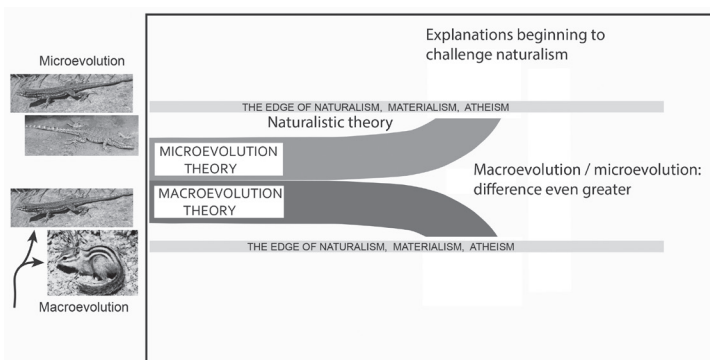 Microevolution
Explanations beginning to
challenge naturalism
THE EDGE OF NATURALISM, MATERIALISM, ATHEISM
Naturalistic theory
MICROEVOLUTION
THEORY
Macroevolution / microevolution:
difference even greater
MACROEVOLUTION
THEORY
THE EDGE OF NATURALISM, MATERIALISM, ATHEISM
Macroevolution